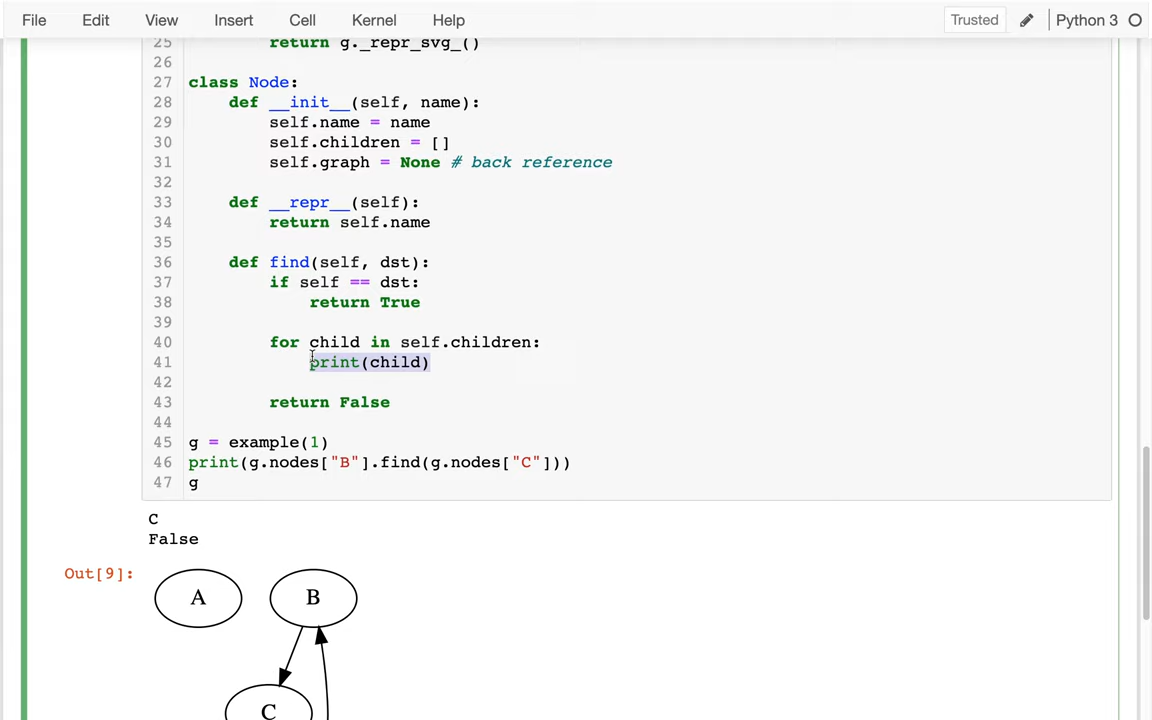 File Edit View Insert Cell Kernel Help Trusted Python 3
25 return g._repr_svg_()
26
27 class Node:
28 def __init__(self, name):
29 self.name = name
30 self.children = []
31 self.graph = None # back reference
32
33 def __repr__(self):
34 return self.name
35
36 def find(self, dst):
37 if self == dst:
38 return True
39
40 for child in self.children:
41 print(child)
42
43 return False
44
45 g = example(1)
46 print(g.nodes["B"].find(g.nodes["C"]))
47 g
C
False
Out[9]:
A B
C